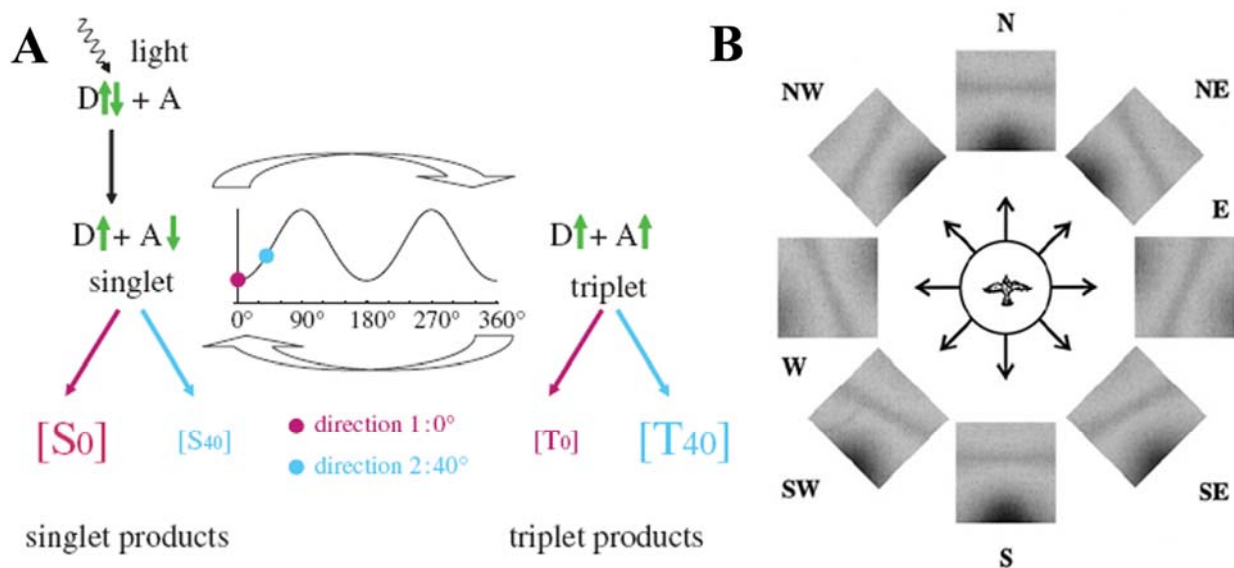 A
light
D + A
D + A
singlet
0° 90° 180° 270° 360°
D + A
triplet
[S0]
[S40]
direction 1:0°
direction 2:40°
[T0]
[T40]
singlet products
triplet products
B
N
NW
NE
E
W
SW
SE
S